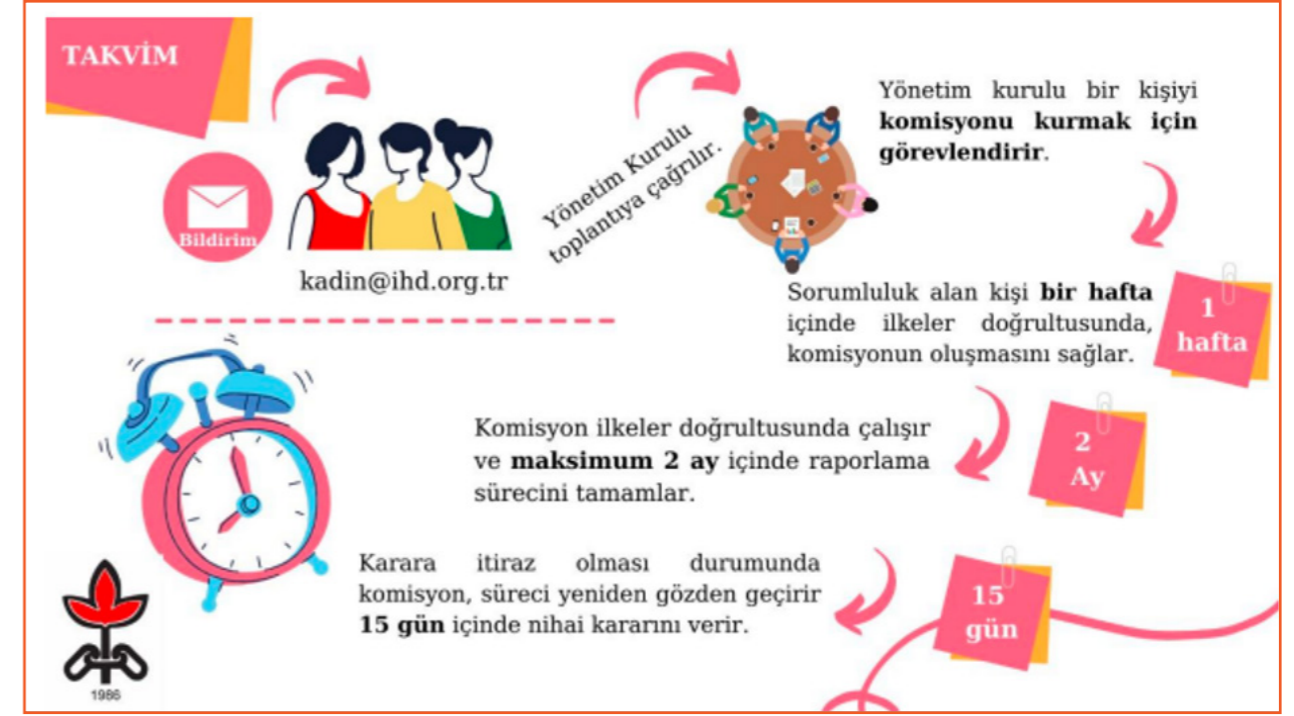 TAKVİM
Bildirim
kadin@ihd.org.tr
Yönetim Kurulu
toplantıya çağrılır.
Yönetim kurulu bir kişiyi
komisyonu kurmak için
görevlendirir.
Sorumluluk alan kişi bir hafta
içinde ilkeler doğrultusunda,
komisyonun oluşmasını sağlar.
1
hafta
Komisyon ilkeler doğrultusunda çalışır
ve maksimum 2 ay içinde raporlama
sürecini tamamlar.
2
Ay
Karara itiraz olması durumunda
komisyon, süreci yeniden gözden geçirir
15 gün içinde nihai kararını verir.
15
gün
1986